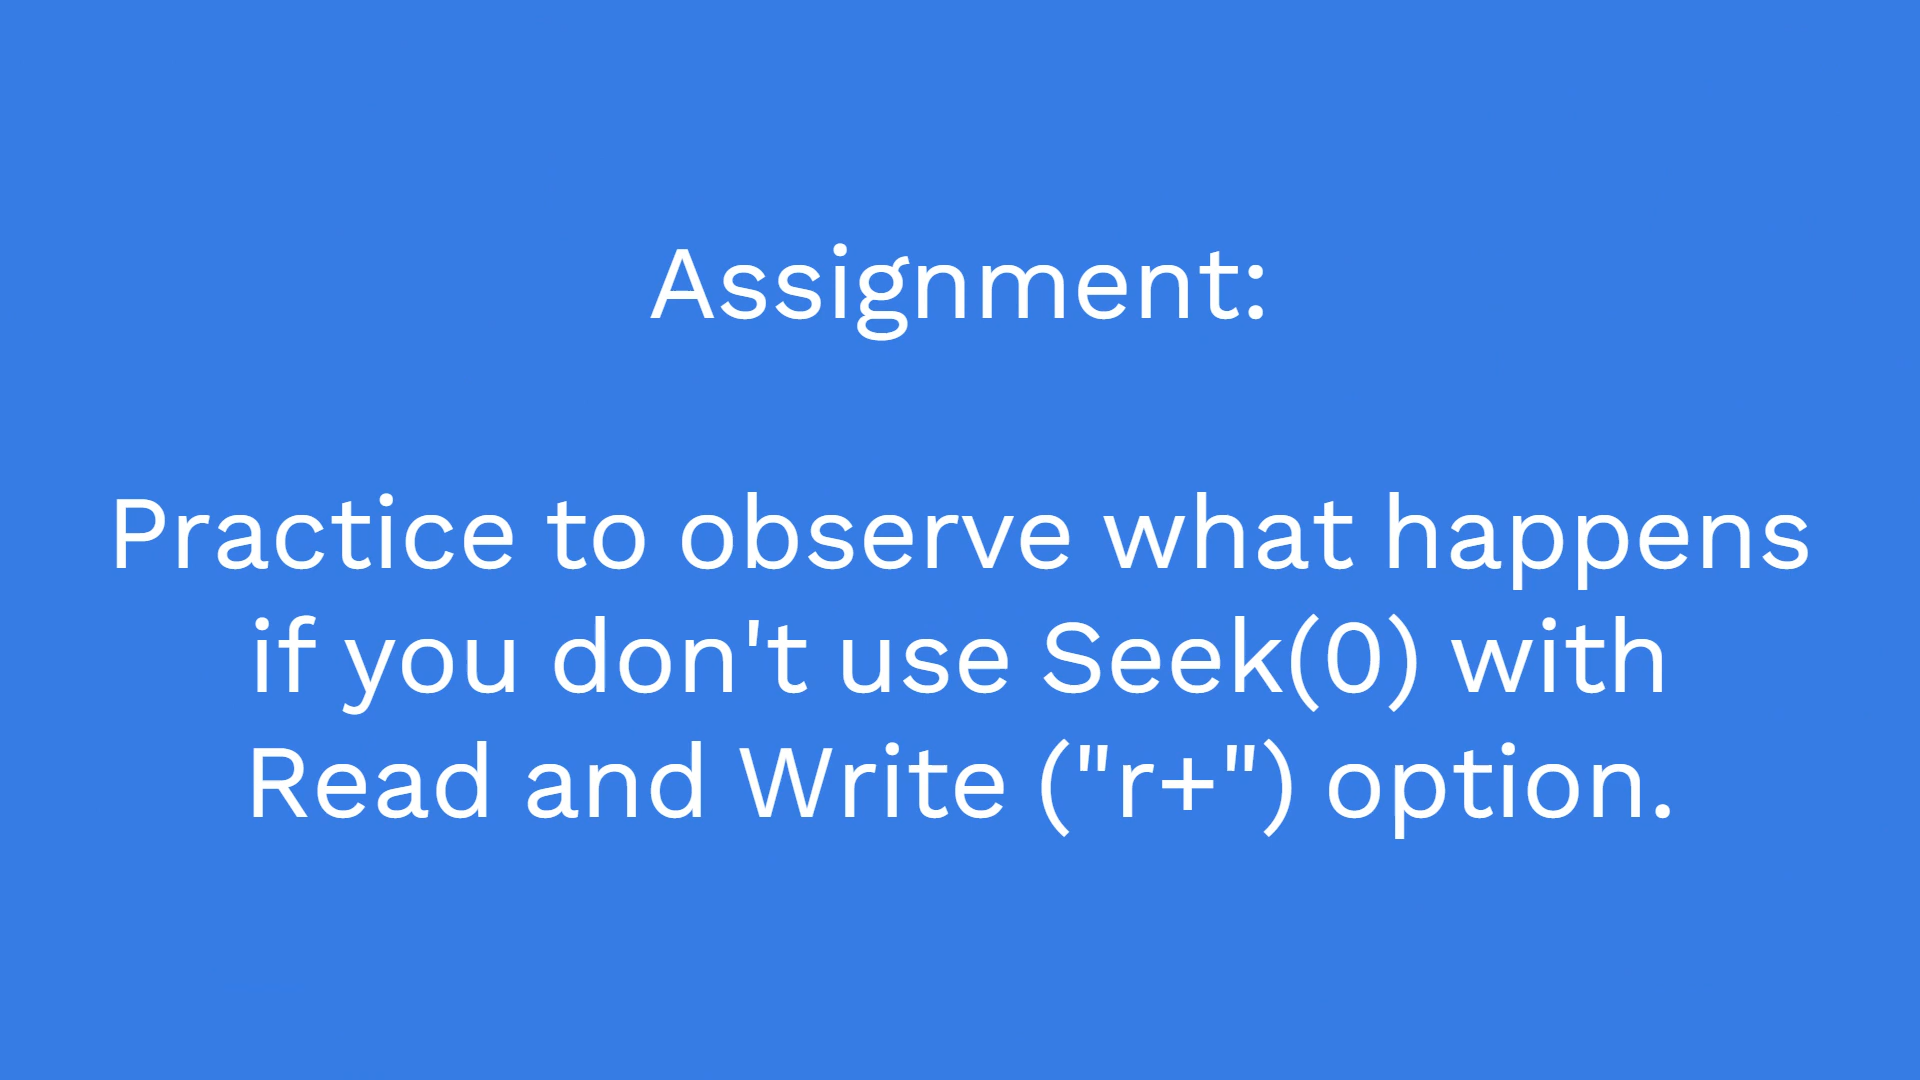 Assignment:
Practice to observe what happens
if you don't use Seek(0) with
Read and Write ("r+") option.